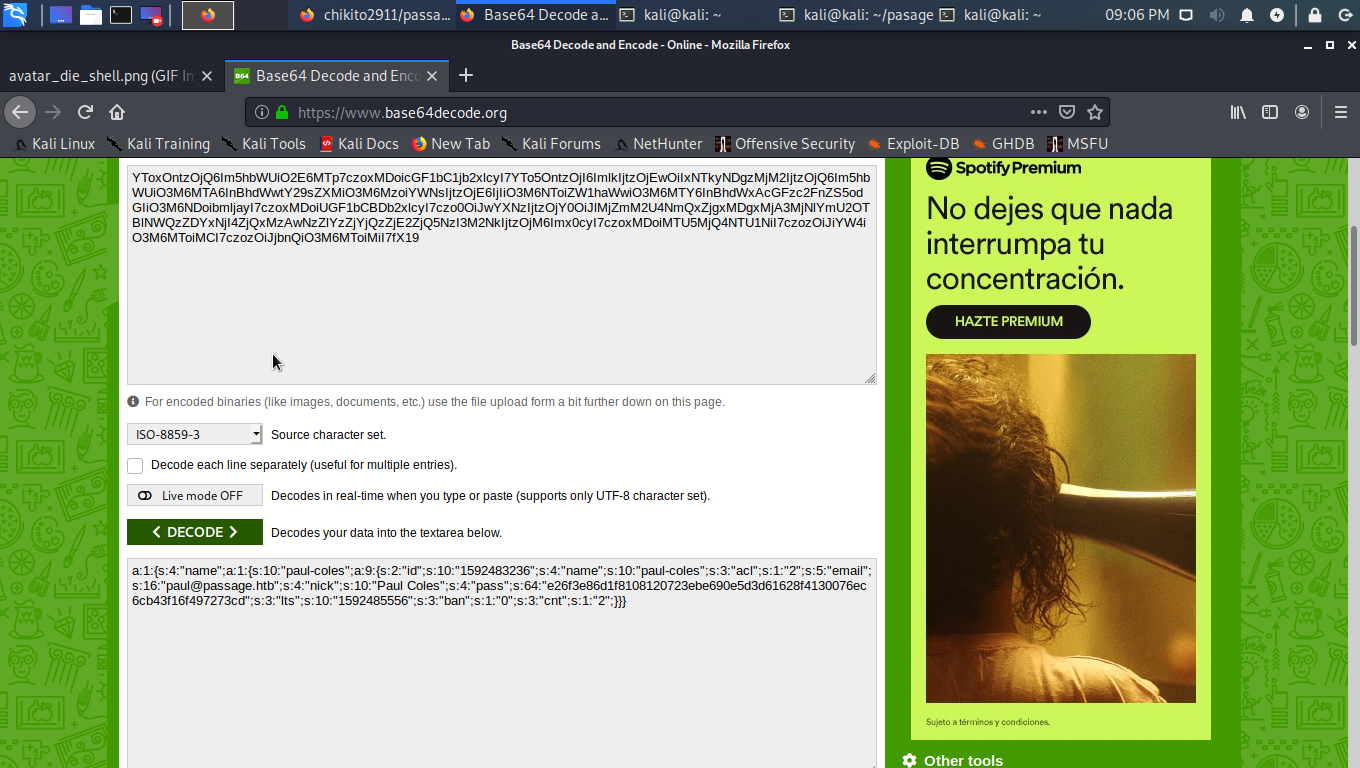 chikito2911/passa...
Base64 Decode a...
kali@kali: ~
kali@kali: ~/pasage
kali@kali: ~
09:06 PM
Base64 Decode and Encode - Online - Mozilla Firefox
avatar_die_shell.png (GIF Im
B64
Base64 Decode and Enco
https://www.base64decode.org
Kali Linux
Kali Training
Kali Tools
Kali Docs
New Tab
Kali Forums
NetHunter
Offensive Security
Exploit-DB
GHDB
MSFU
For encoded binaries (like images, documents, etc.) use the file upload form a bit further down on this page.
ISO-8859-3
Source character set.
Decode each line separately (useful for multiple entries).
Live mode OFF
Decodes in real-time when you type or paste (supports only UTF-8 character set).
DECODE
Decodes your data into the textarea below.
a:1:{s:4:"name";a:1:{s:10:"paul-coles";a:9:{s:2:"id";s:10:"1592483236";s:4:"name";s:10:"paul-coles";s:3:"acl";s:1:"2";s:5:"email";
s:16:"paul@passage.htb";s:4:"nick";s:10:"Paul Coles";s:4:"pass";s:64:"e26f3e86d1f8108120723ebe690e5d3d61628f4130076ec
6cb43f16f497273cd";s:3:"lts";s:10:"1592485556";s:3:"ban";s:1:"0";s:3:"cnt";s:1:"2";}}}
Spotify Premium
No dejes que nada
interrumpa tu
concentración.
HAZTE PREMIUM
Sujeto a términos y condiciones.
Other tools